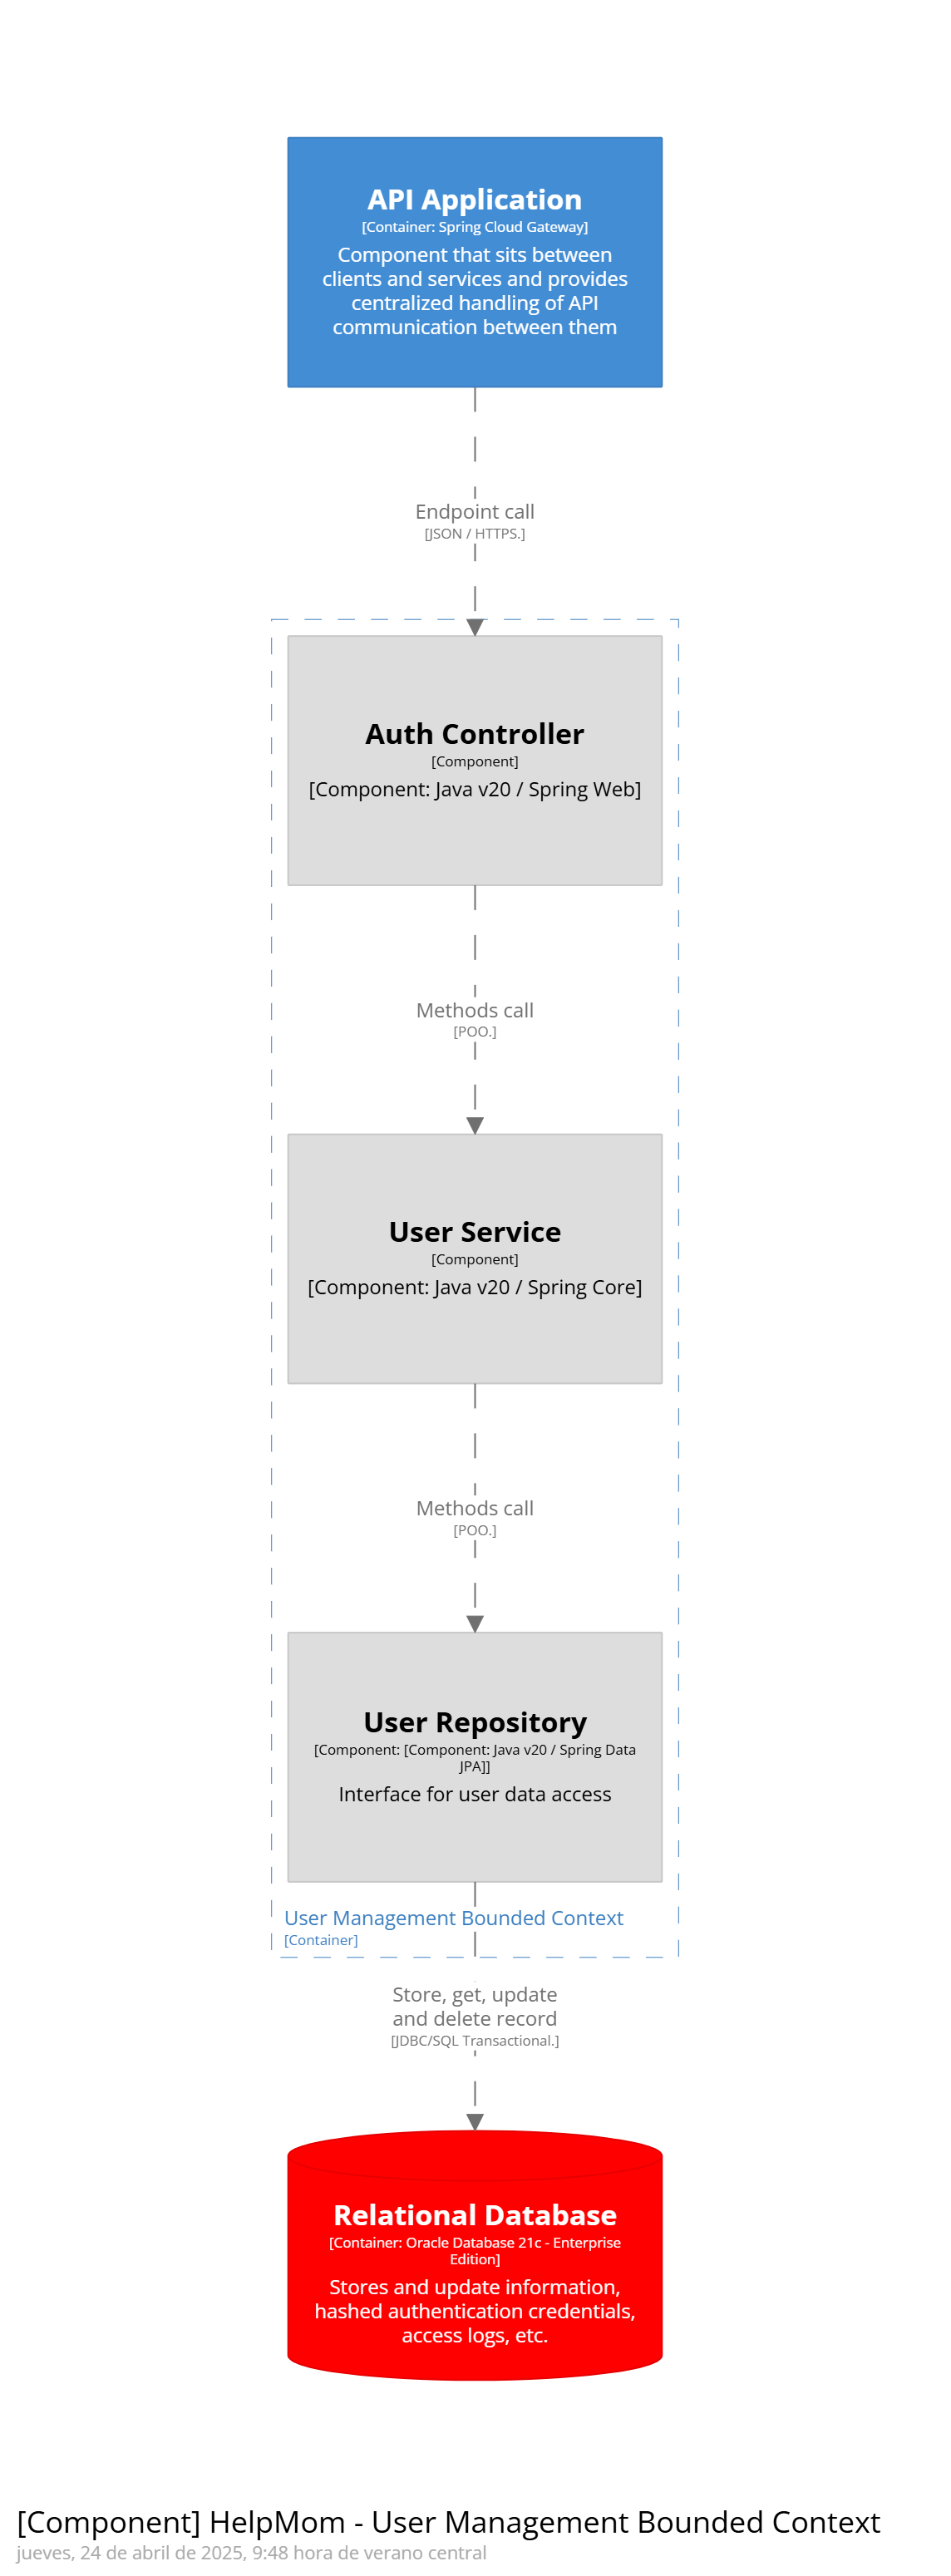 API Application
[Container: Spring Cloud Gateway]
Component that sits between
clients and services and provides
centralized handling of API
communication between them
Endpoint call
[JSON / HTTPS.]
Auth Controller
[Component]
[Component: Java v20 / Spring Web]
Methods call
[POO.]
User Service
[Component]
[Component: Java v20 / Spring Core]
Methods call
[POO.]
User Repository
[Component: [Component: Java v20 / Spring Data
JPA]]
Interface for user data access
User Management Bounded Context
[Container]
Store, get, update
and delete record
[JDBC/SQL Transactional.]
Relational Database
[Container: Oracle Database 21c - Enterprise
Edition]
Stores and update information,
hashed authentication credentials,
access logs, etc.
[Component] HelpMom - User Management Bounded Context
jueves, 24 de abril de 2025, 9:48 hora de verano central